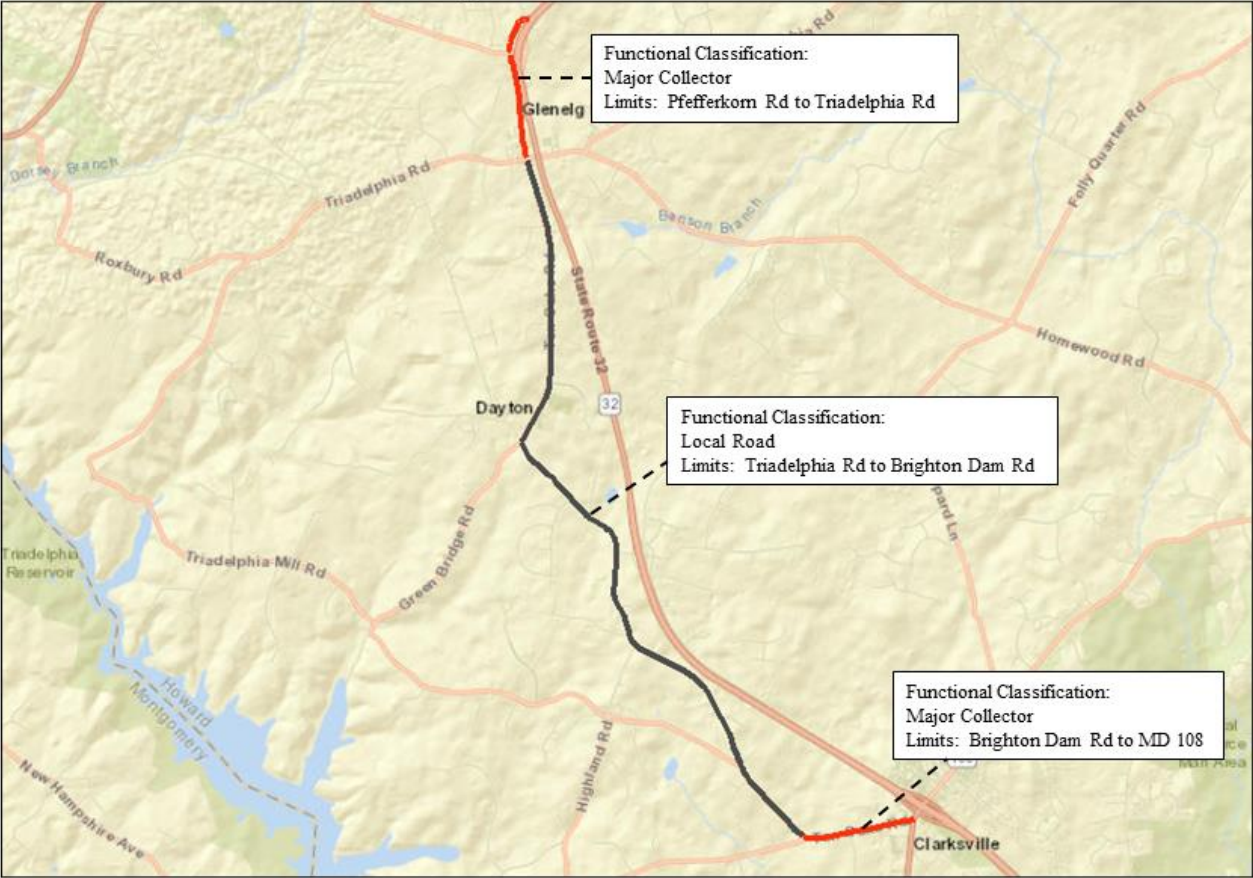 Functional Classification:
Major Collector
Limits: Pfefferkorn Rd to Triadelphia Rd
Rd
Glenelg
Folly Quarter Rd
Dorsey Branch
Triadelphia Rd
Benson Branch
Roxbury Rd
State Route 32
Homewood Rd
Dayton
32
Functional Classification:
Local Road
Limits: Triadelphia Rd to Brighton Dam Rd
Ln
Green Bridge Rd
Triadelphia
Reservoir
Triadelphia Mill Rd
Howard
Montgomery
Functional Classification:
Major Collector
Limits: Brighton Dam Rd to MD 108
Highland Rd
New Hampshire Ave
Area
Clarksville